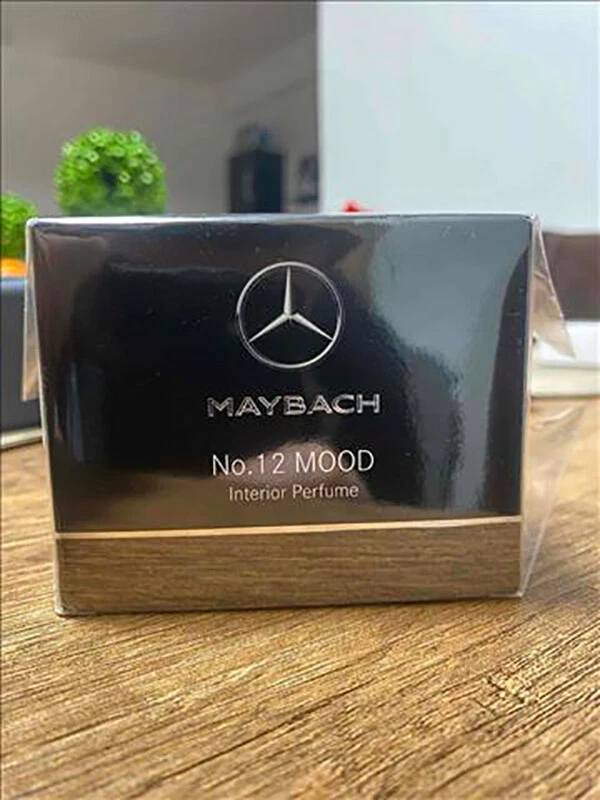 MAYBACH
No.12 MOOD
Interior Perfume